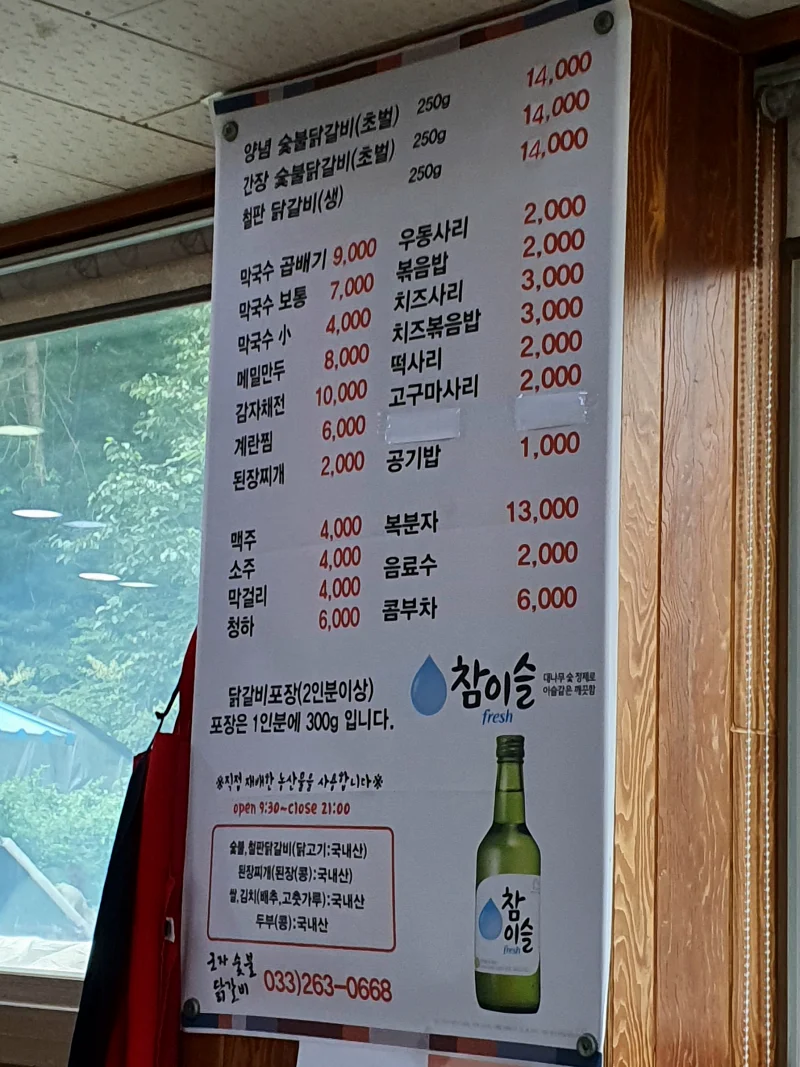 양념 숯불닭갈비(초벌) 250g 14,000
간장 숯불닭갈비(초벌) 250g 14,000
철판 닭갈비(생) 250g 14,000
막국수 곱배기 9,000
막국수 보통 7,000
막국수 小 4,000
메밀만두 8,000
감자채전 10,000
계란찜 6,000
된장찌개 2,000
우동사리 2,000
볶음밥 2,000
치즈사리 3,000
치즈볶음밥 3,000
떡사리 2,000
고구마사리 2,000
공기밥 1,000
맥주 4,000
소주 4,000
막걸리 4,000
청하 6,000
복분자 13,000
음료수 2,000
콤부차 6,000
닭갈비포장(2인분이상)
포장은 1인분에 300g 입니다.
참이슬
fresh
대나무 숯 정제로
이슬같은 깨끗함
※직접 재배한 농산물을 사용합니다※
open 9:30~close 21:00
숯불,철판닭갈비(닭고기:국내산)
된장찌개(된장(콩):국내산)
쌀,김치(배추,고춧가루):국내산
두부(콩):국내산
숯불
닭갈비
033)263-0668
참
이슬
fresh